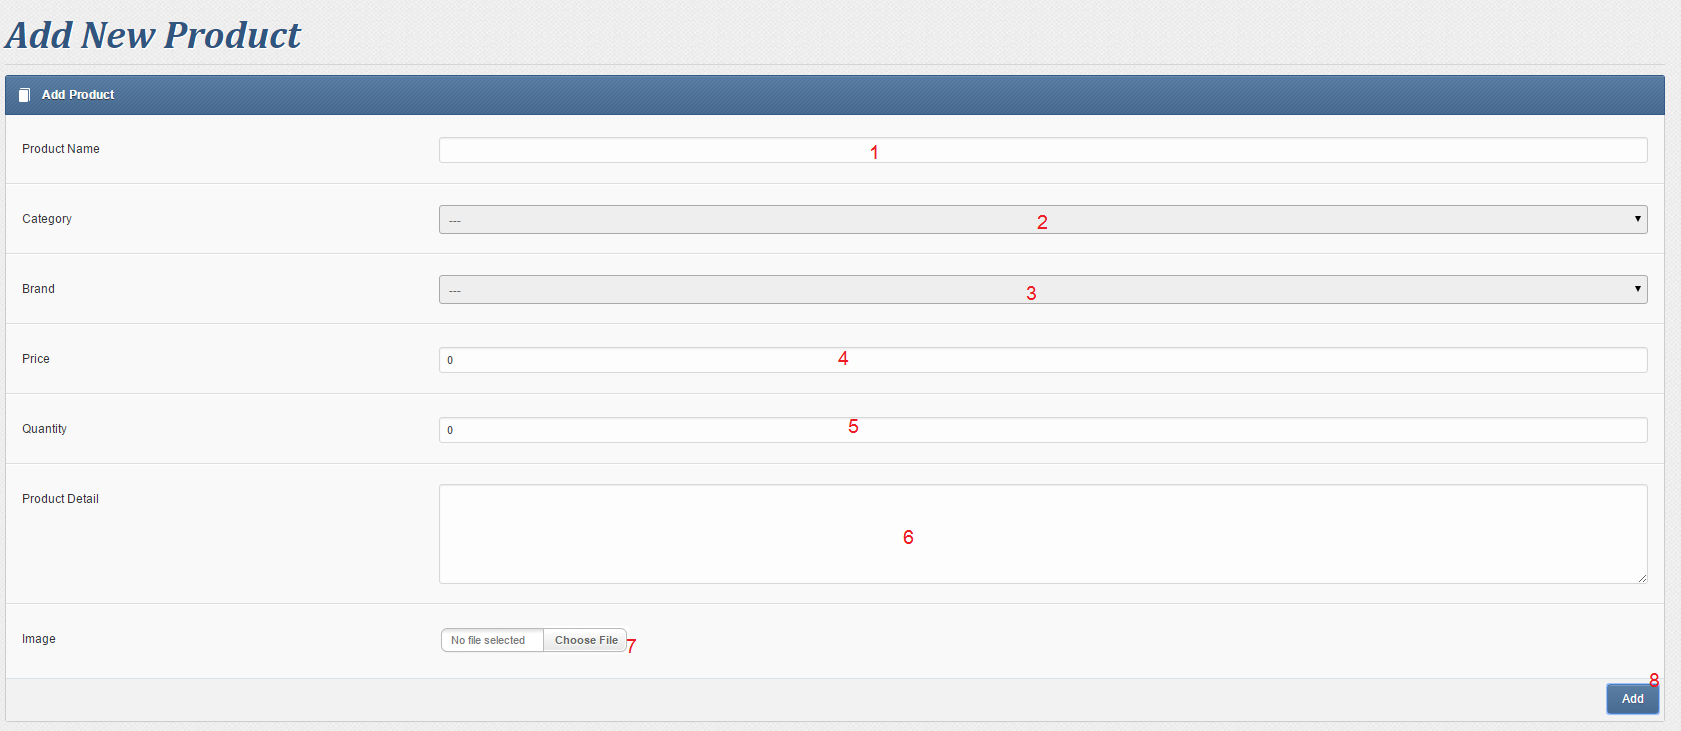 Add New Product
Add Product
Product Name 1
Category --- 2
Brand --- 3
Price 0 4
Quantity 0 5
Product Detail
6
Image No file selected Choose File 7
8
Add